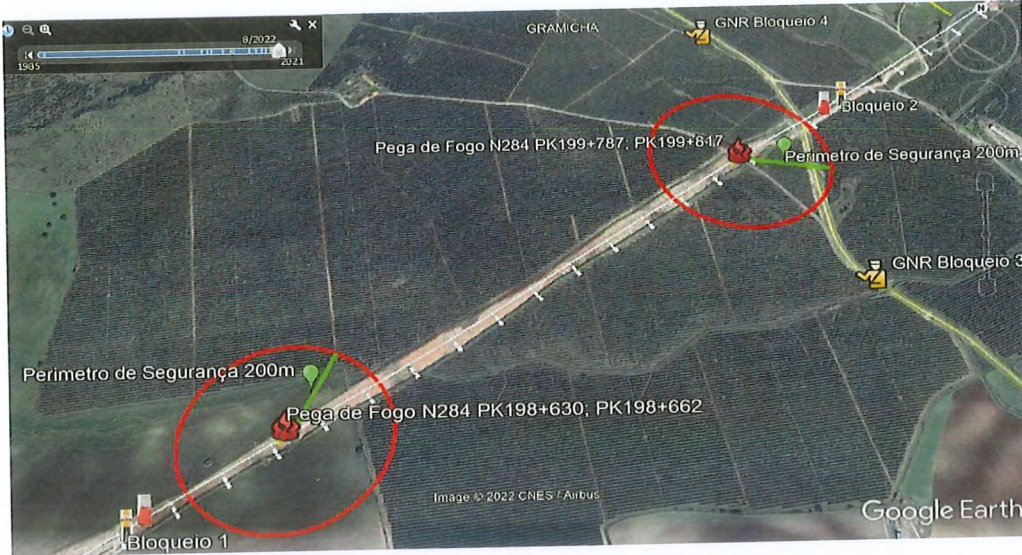 8/2022
1985
2021
GRAMICHA
GNR Bloqueio 4
N
Bloqueio 2
Pega de Fogo N284 PK199+787; PK199+817
Perimetro de Segurança 200m
GNR Bloqueio 3
Perimetro de Segurança 200m
Pega de Fogo N284 PK198+630; PK198+662
Image © 2022 CNES / Airbus
Google Earth
Bloqueio 1